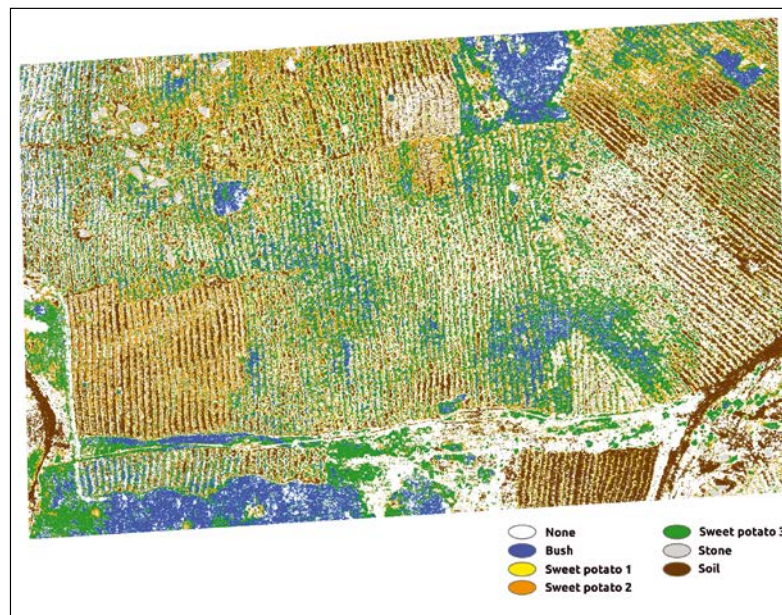 None
Bush
Sweet potato 1
Sweet potato 2
Sweet potato 3
Stone
Soil